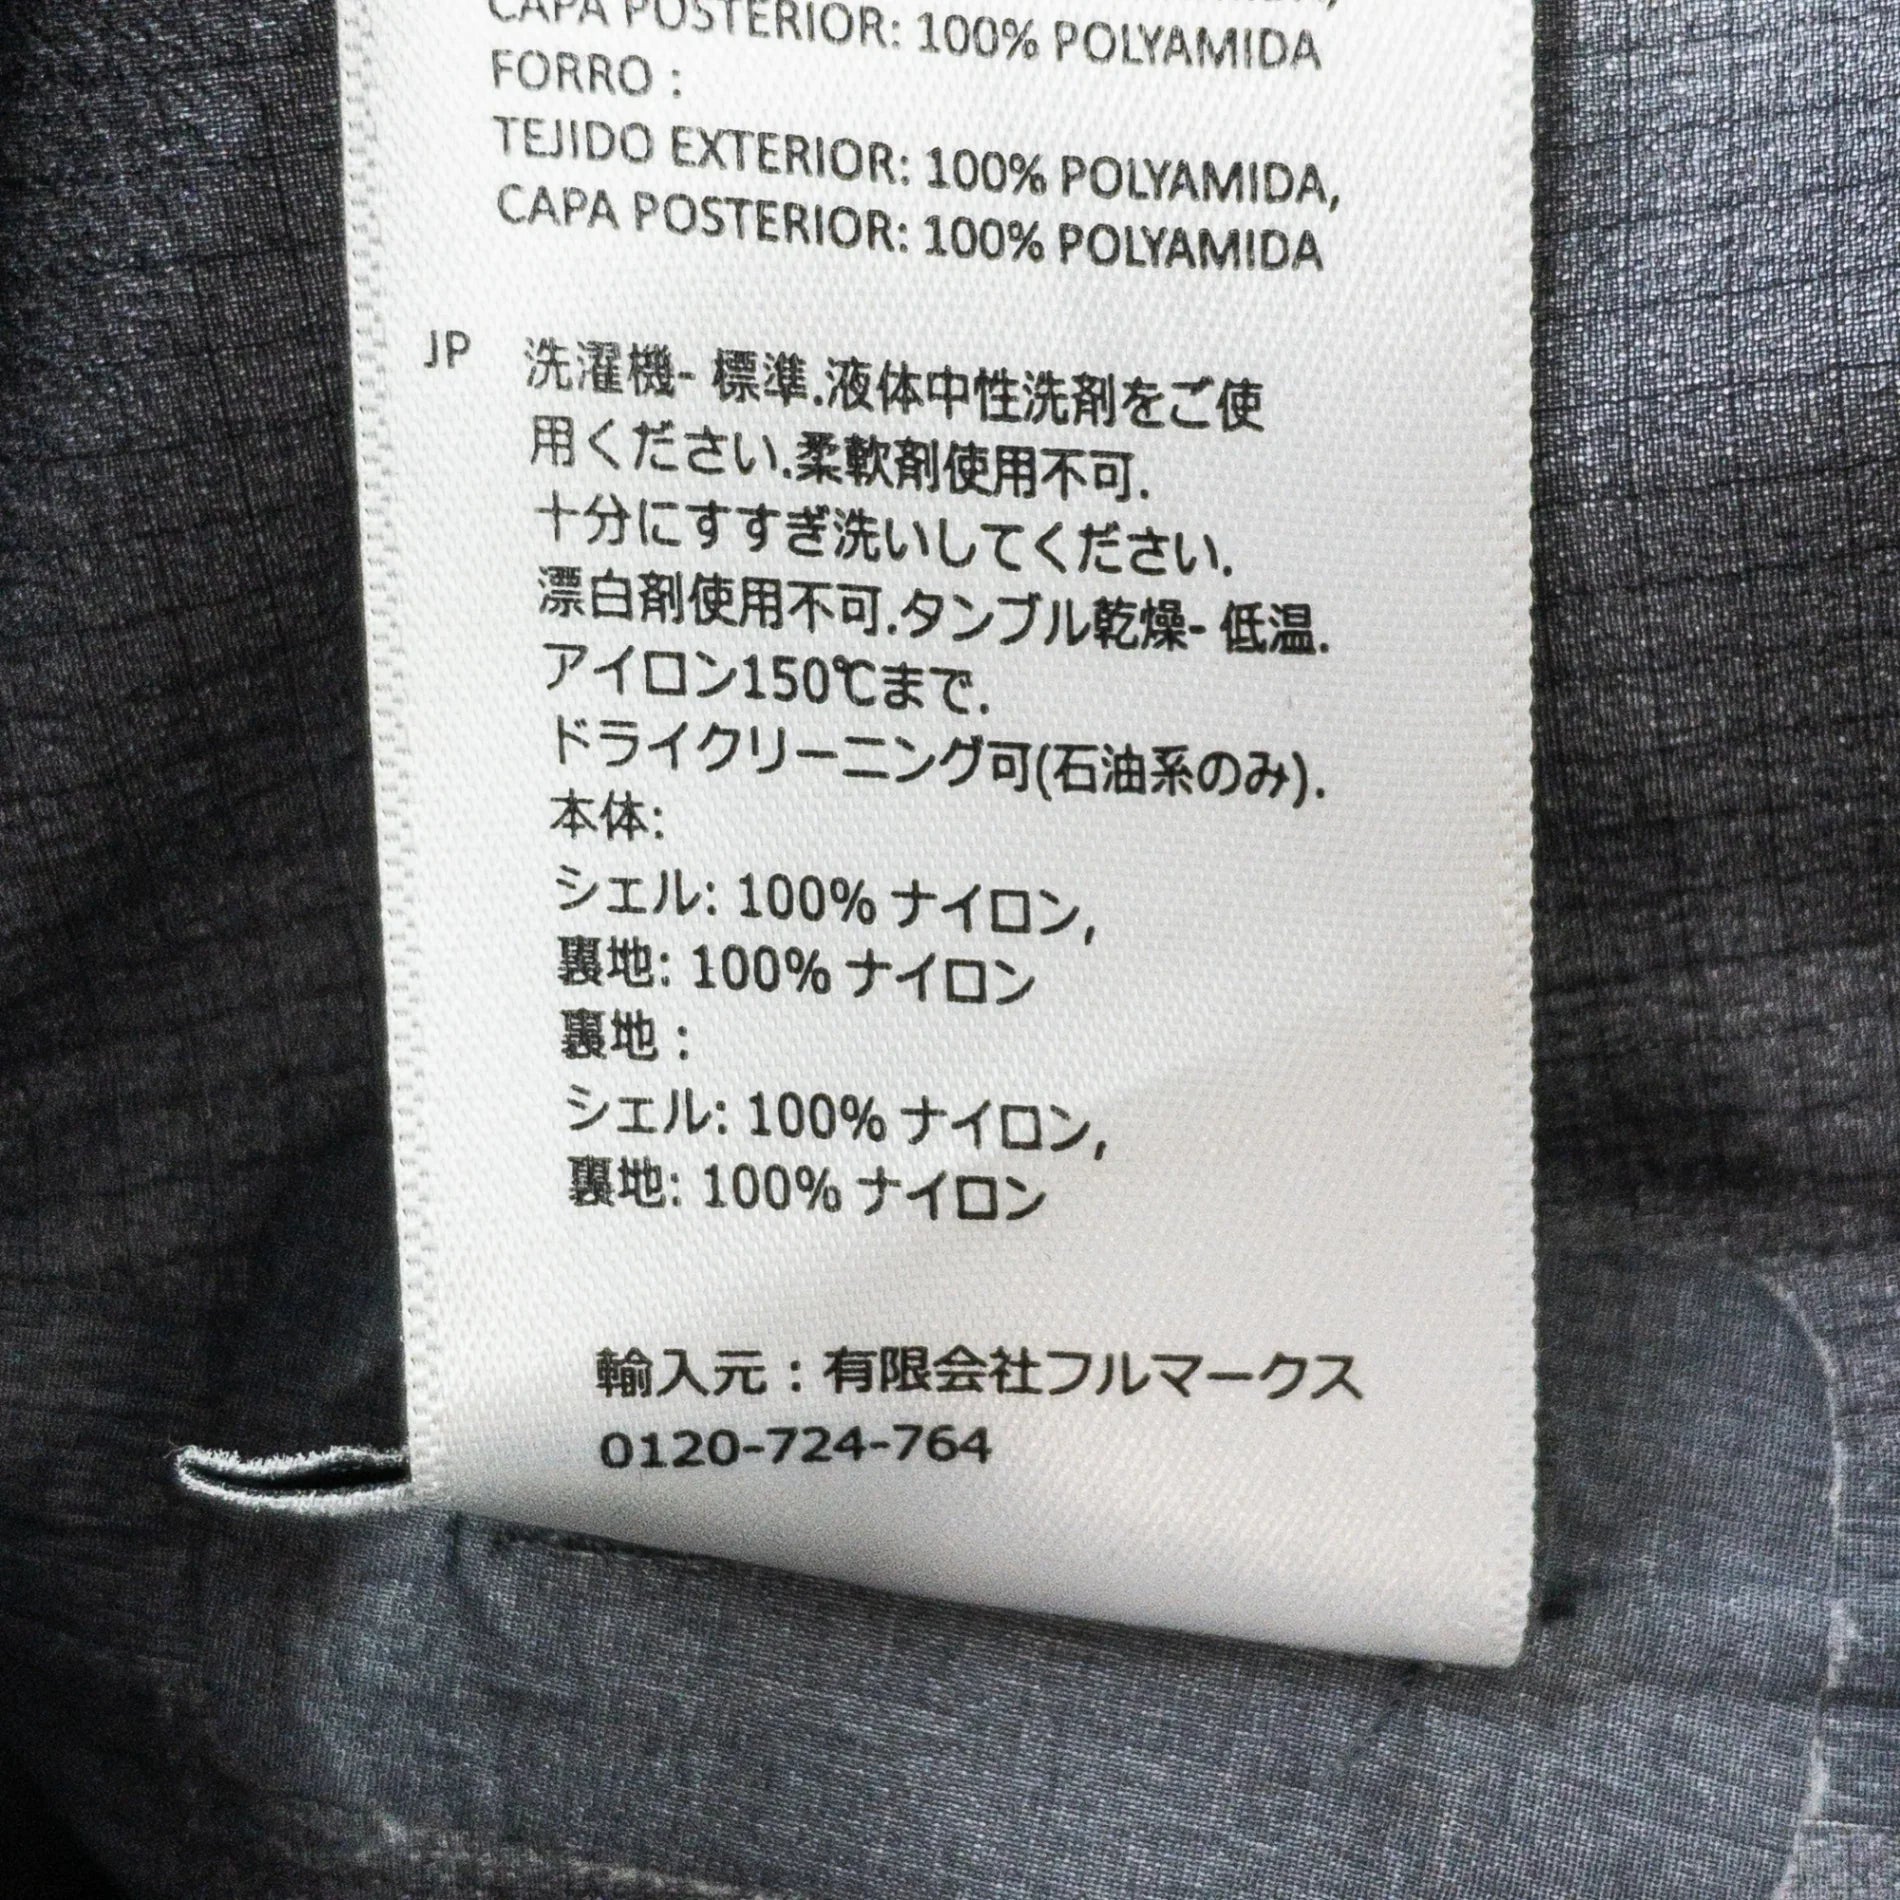 CAPA POSTERIOR: 100% POLYAMIDA
FORRO :
TEJIDO EXTERIOR: 100% POLYAMIDA,
CAPA POSTERIOR: 100% POLYAMIDA
JP 洗濯機- 標準.液体中性洗剤をご使
用ください.柔軟剤使用不可.
十分にすすぎ洗いしてください.
漂白剤使用不可.タンブル乾燥- 低温.
アイロン150℃まで.
ドライクリーニング可(石油系のみ).
本体:
シェル: 100% ナイロン,
裏地: 100% ナイロン
裏地 :
シェル: 100% ナイロン,
裏地: 100% ナイロン
輸入元：有限会社フルマークス
0120-724-764